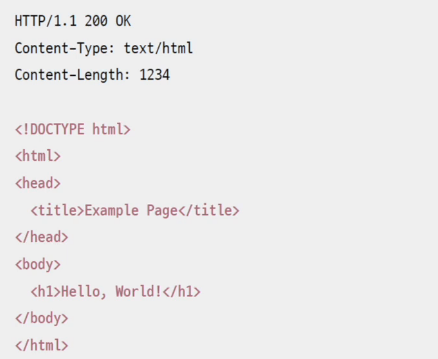 HTTP/1.1 200 OK
Content-Type: text/html
Content-Length: 1234

<!DOCTYPE html>
<html>
<head>
  <title>Example Page</title>
</head>
<body>
  <h1>Hello, World!</h1>
</body>
</html>